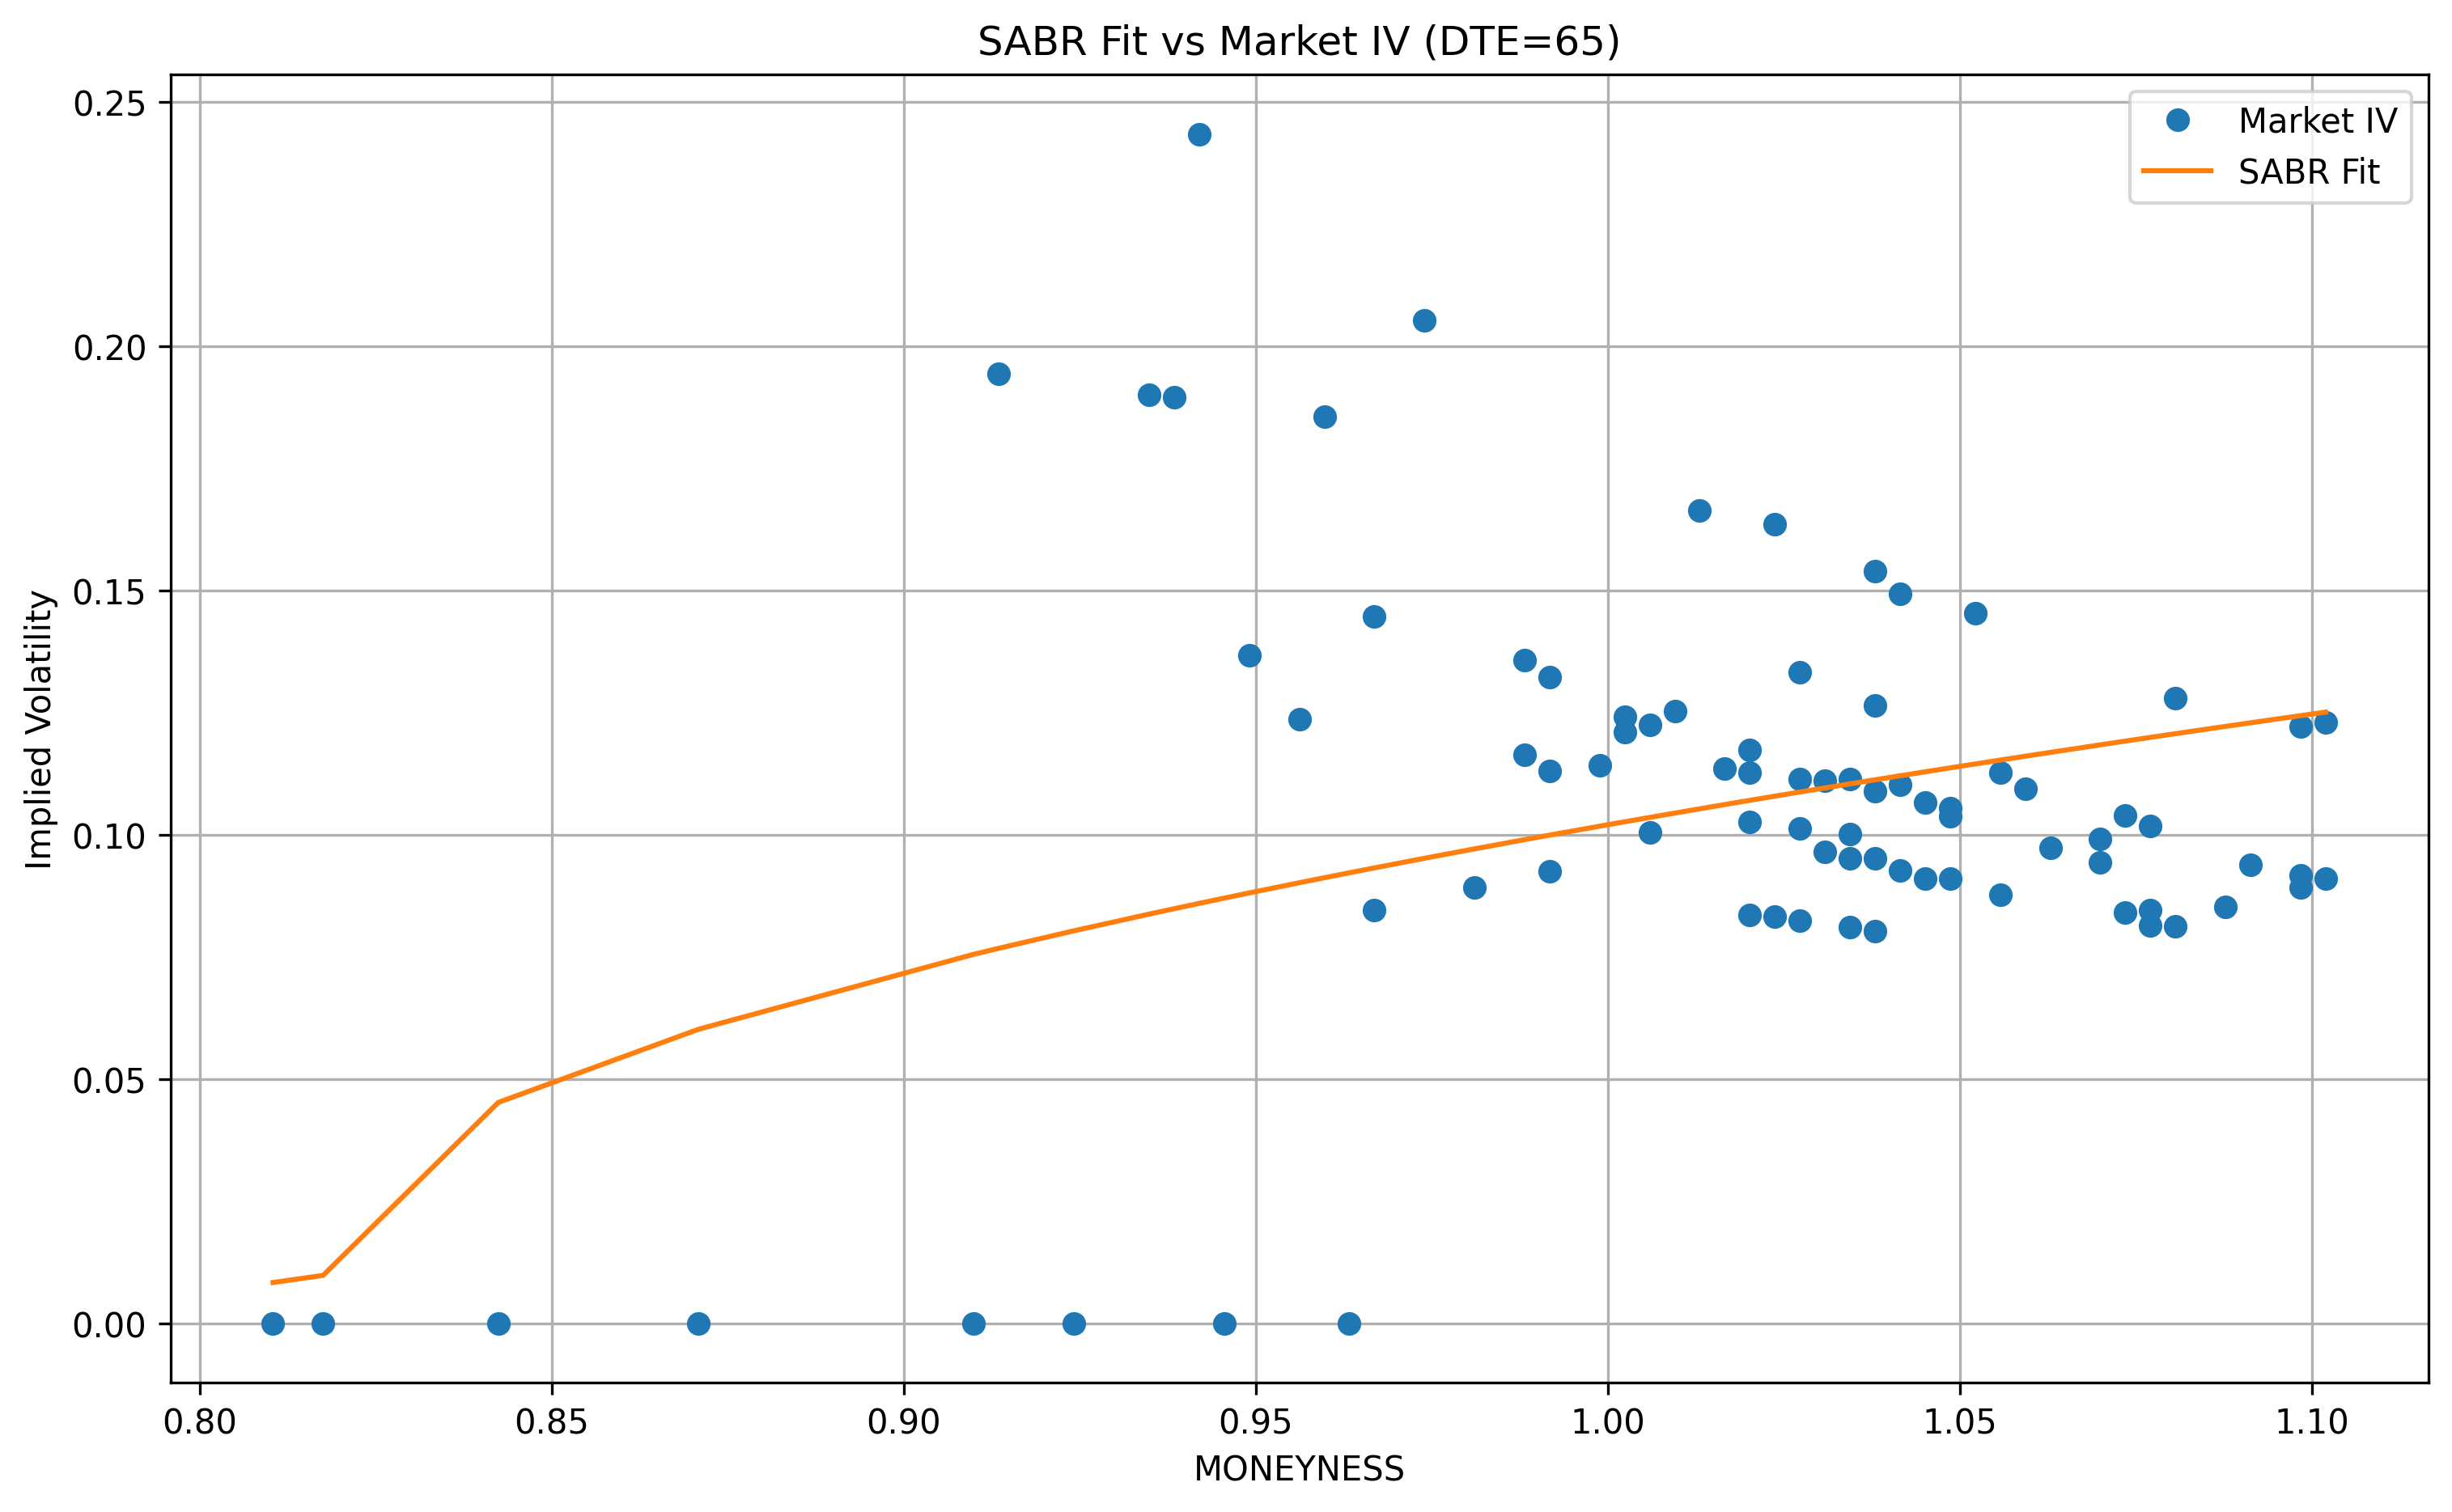 SABR Fit vs Market IV (DTE=65)
Market IV
SABR Fit
0.25
0.20
0.15
0.10
0.05
0.00
Implied Volatility
0.80 0.85 0.90 0.95 1.00 1.05 1.10
MONEYNESS